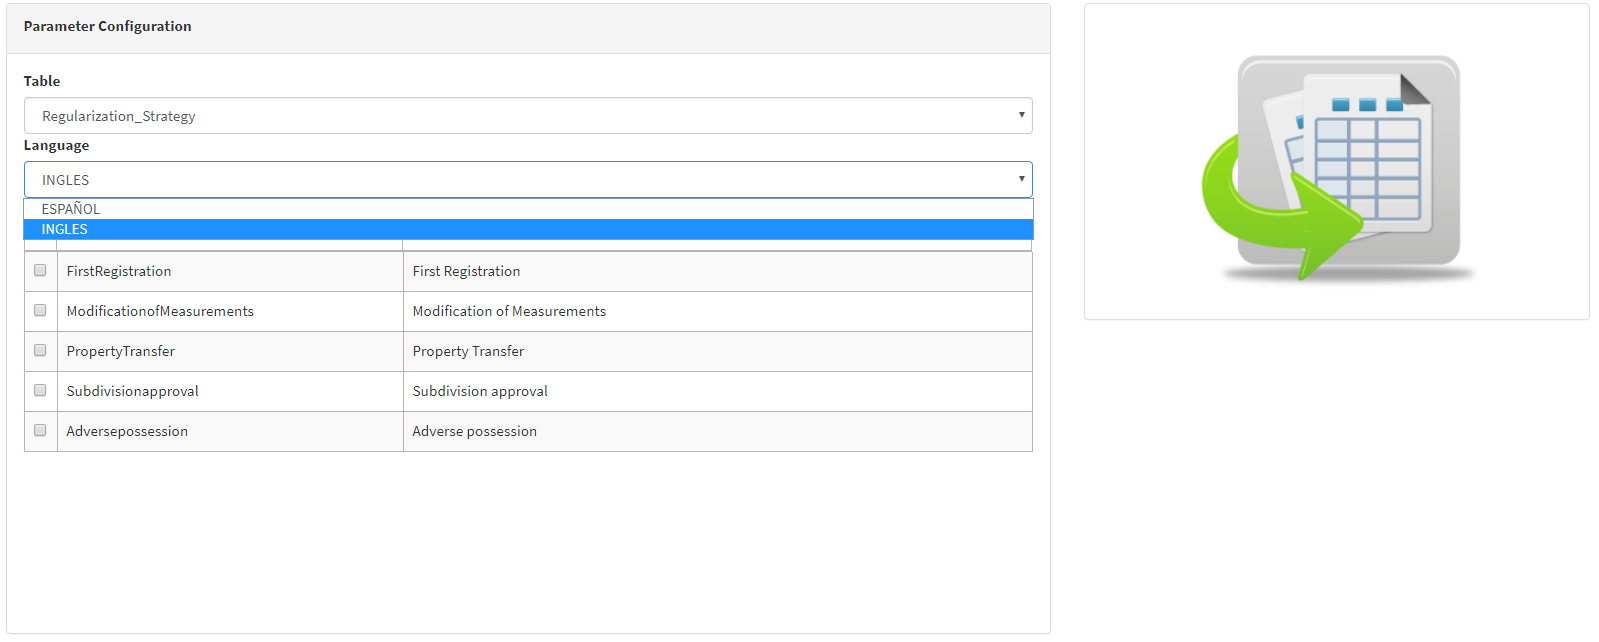 Parameter Configuration
Table
Regularization_Strategy
Language
INGLES
ESPAÑOL
INGLES
FirstRegistration First Registration
ModificationofMeasurements Modification of Measurements
PropertyTransfer Property Transfer
Subdivisionapproval Subdivision approval
Adversepossession Adverse possession